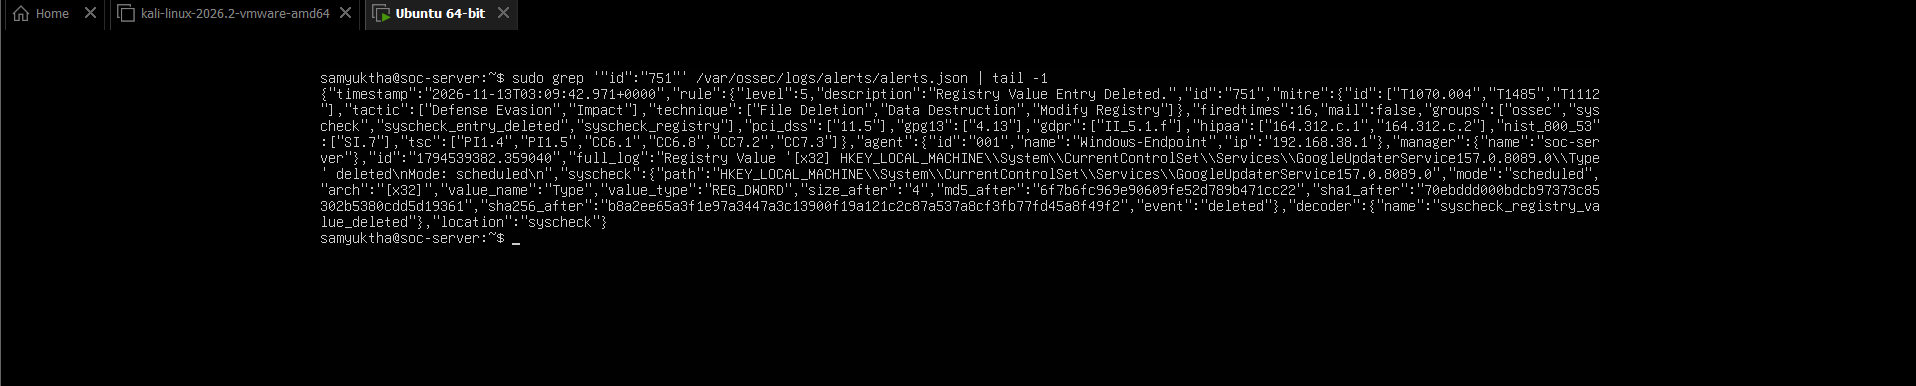 Home
kali-linux-2026.2-vmware-amd64
Ubuntu 64-bit
samyuktha@soc-server:~$ sudo grep '"id":"751"' /var/ossec/logs/alerts/alerts.json | tail -1
{"timestamp":"2026-11-13T03:09:42.971+0000","rule":{"level":5,"description":"Registry Value Entry Deleted.","id":"751","mitre":{"id":["T1070.004","T1485","T1112
"],"tactic":["Defense Evasion","Impact"],"technique":["File Deletion","Data Destruction","Modify Registry"]},"firedtimes":16,"mail":false,"groups":["ossec","sys
check","syscheck_entry_deleted","syscheck_registry"],"pci_dss":["11.5"],"gpg13":["4.13"],"gdpr":["II_5.1.f"],"hipaa":["164.312.c.1","164.312.c.2"],"nist_800_53"
:["SI.7"],"tsc":["PI1.4","PI1.5","CC6.1","CC6.8","CC7.2","CC7.3"]},"agent":{"id":"001","name":"Windows-Endpoint","ip":"192.168.38.1"},"manager":{"name":"soc-ser
ver"},"id":"1794539382.359040","full_log":"Registry Value '[x32] HKEY_LOCAL_MACHINE\\System\\CurrentControlSet\\Services\\GoogleUpdaterService157.0.8089.0\\Type
' deleted\nMode: scheduled\n","syscheck":{"path":"HKEY_LOCAL_MACHINE\\System\\CurrentControlSet\\Services\\GoogleUpdaterService157.0.8089.0","mode":"scheduled",
"arch":"[x32]","value_name":"Type","value_type":"REG_DWORD","size_after":"4","md5_after":"6f7b6fc969e90609fe52d789b471cc22","sha1_after":"70ebddd000bdcb97373c85
302b5380cdd5d19361","sha256_after":"b8a2ee65a3f1e97a3447a3c13900f19a121c2c87a537a8cf3fb77fd45a8f49f2","event":"deleted"},"decoder":{"name":"syscheck_registry_va
lue_deleted"},"location":"syscheck"}
samyuktha@soc-server:~$ _